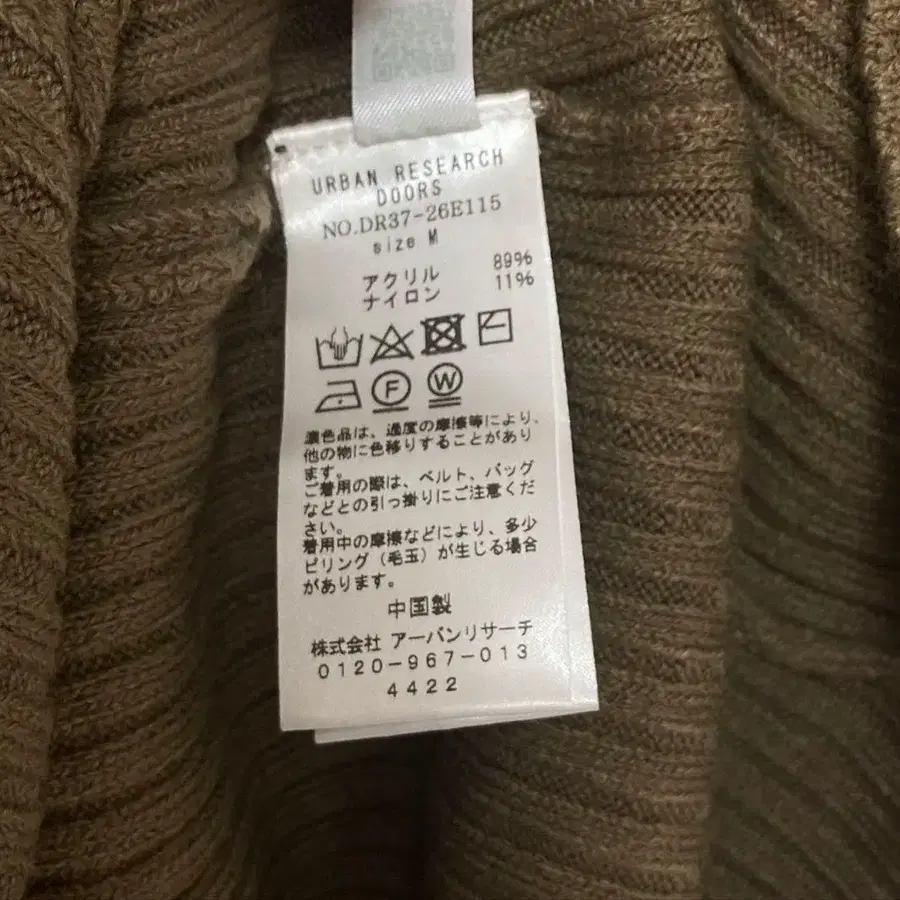 URBAN RESEARCH
DOORS
NO.DR37-26E115
size M
アクリル 89%
ナイロン 11%
F W
濃色品は、過度の摩擦等により、
他の物に色移りすることがあり
ます。
ご着用の際は、ベルト、バッグ
などとの引っ掛りにご注意くだ
さい。
着用中の摩擦などにより、多少
ピリング（毛玉）が生じる場合
があります。
中国製
株式会社 アーバンリサーチ
0120-967-013
4422